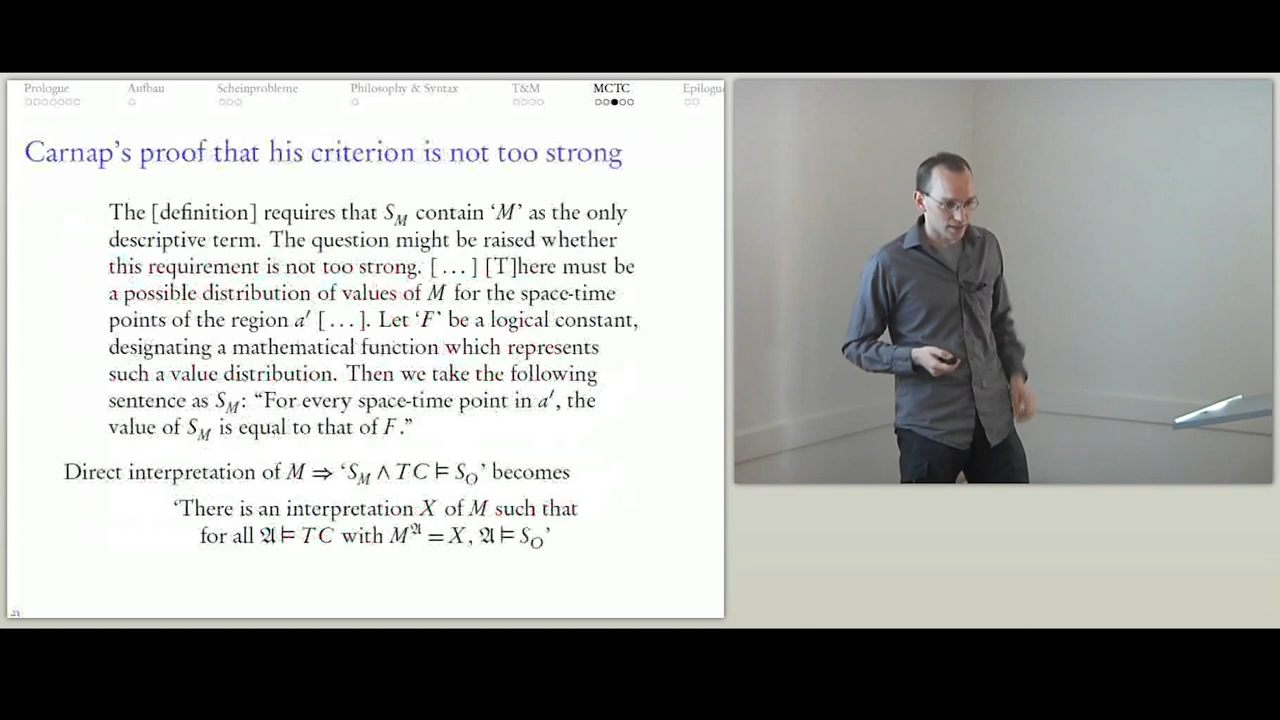 Prologue Aufbau Scheinprobleme Philosophy & Syntax T&M MCTC Epilogu
Carnap's proof that his criterion is not too strong
The [definition] requires that S_M contain ‘M’ as the only
descriptive term. The question might be raised whether
this requirement is not too strong. [...] [T]here must be
a possible distribution of values of M for the space-time
points of the region a′ [...]. Let ‘F’ be a logical constant,
designating a mathematical function which represents
such a value distribution. Then we take the following
sentence as S_M: “For every space-time point in a′, the
value of S_M is equal to that of F.”
Direct interpretation of M ⇒ ‘S_M ∧ TC ⊨ S_O’ becomes
‘There is an interpretation X of M such that
for all 𝔄 ⊨ TC with M^𝔄 = X, 𝔄 ⊨ S_O’